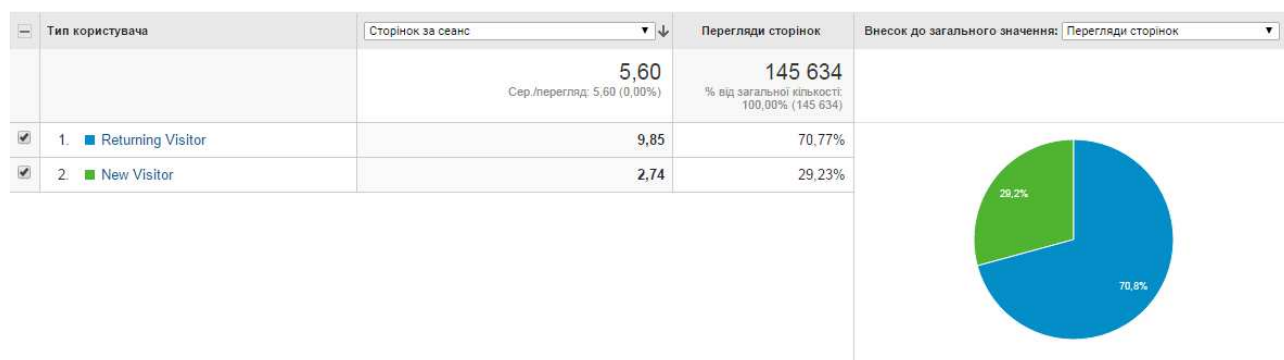 Тип користувача Сторінок за сеанс Перегляди сторінок Внесок до загального значення: Перегляди сторінок
5,60 145 634
Сер./перегляд: 5,60 (0,00%) % від загальної кількості:
100,00% (145 634)
1. Returning Visitor 9,85 70,77%
2. New Visitor 2,74 29,23%
29,2%
70,8%